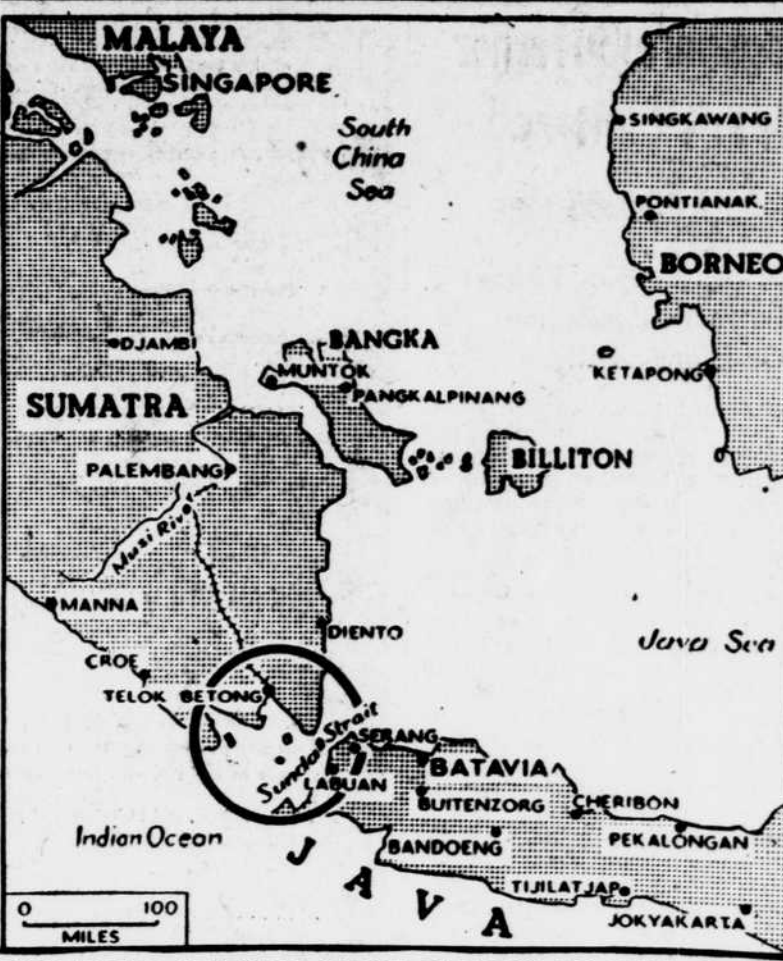 MALAYA
SINGAPORE
South
China
Sea
SINGKAWANG
PONTIANAK
BORNEO
DJAMBI
BANGKA
MUNTOK
PANGKALPINANG
KETAPONG
SUMATRA
PALEMBANG
BILLITON
Musi River
MANNA
DIENTO
Java Sea
CROE
TELOK BETONG
Sunda Strait
SERANG
LABUAN
BATAVIA
BUITENZORG
CHERIBON
Indian Ocean
BANDOENG
PEKALONGAN
JAVA
TIJILATJAP
JOKYAKARTA
0 100
MILES